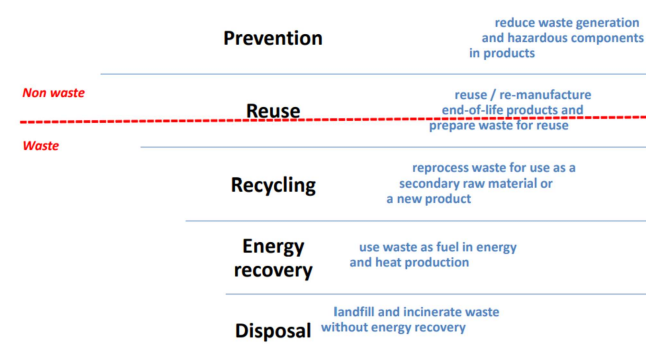 Prevention
reduce waste generation
and hazardous components
in products
Non waste
Reuse
reuse / re-manufacture
end-of-life products and
prepare waste for reuse
Waste
Recycling
reprocess waste for use as a
secondary raw material or
a new product
Energy
recovery
use waste as fuel in energy
and heat production
Disposal
landfill and incinerate waste
without energy recovery